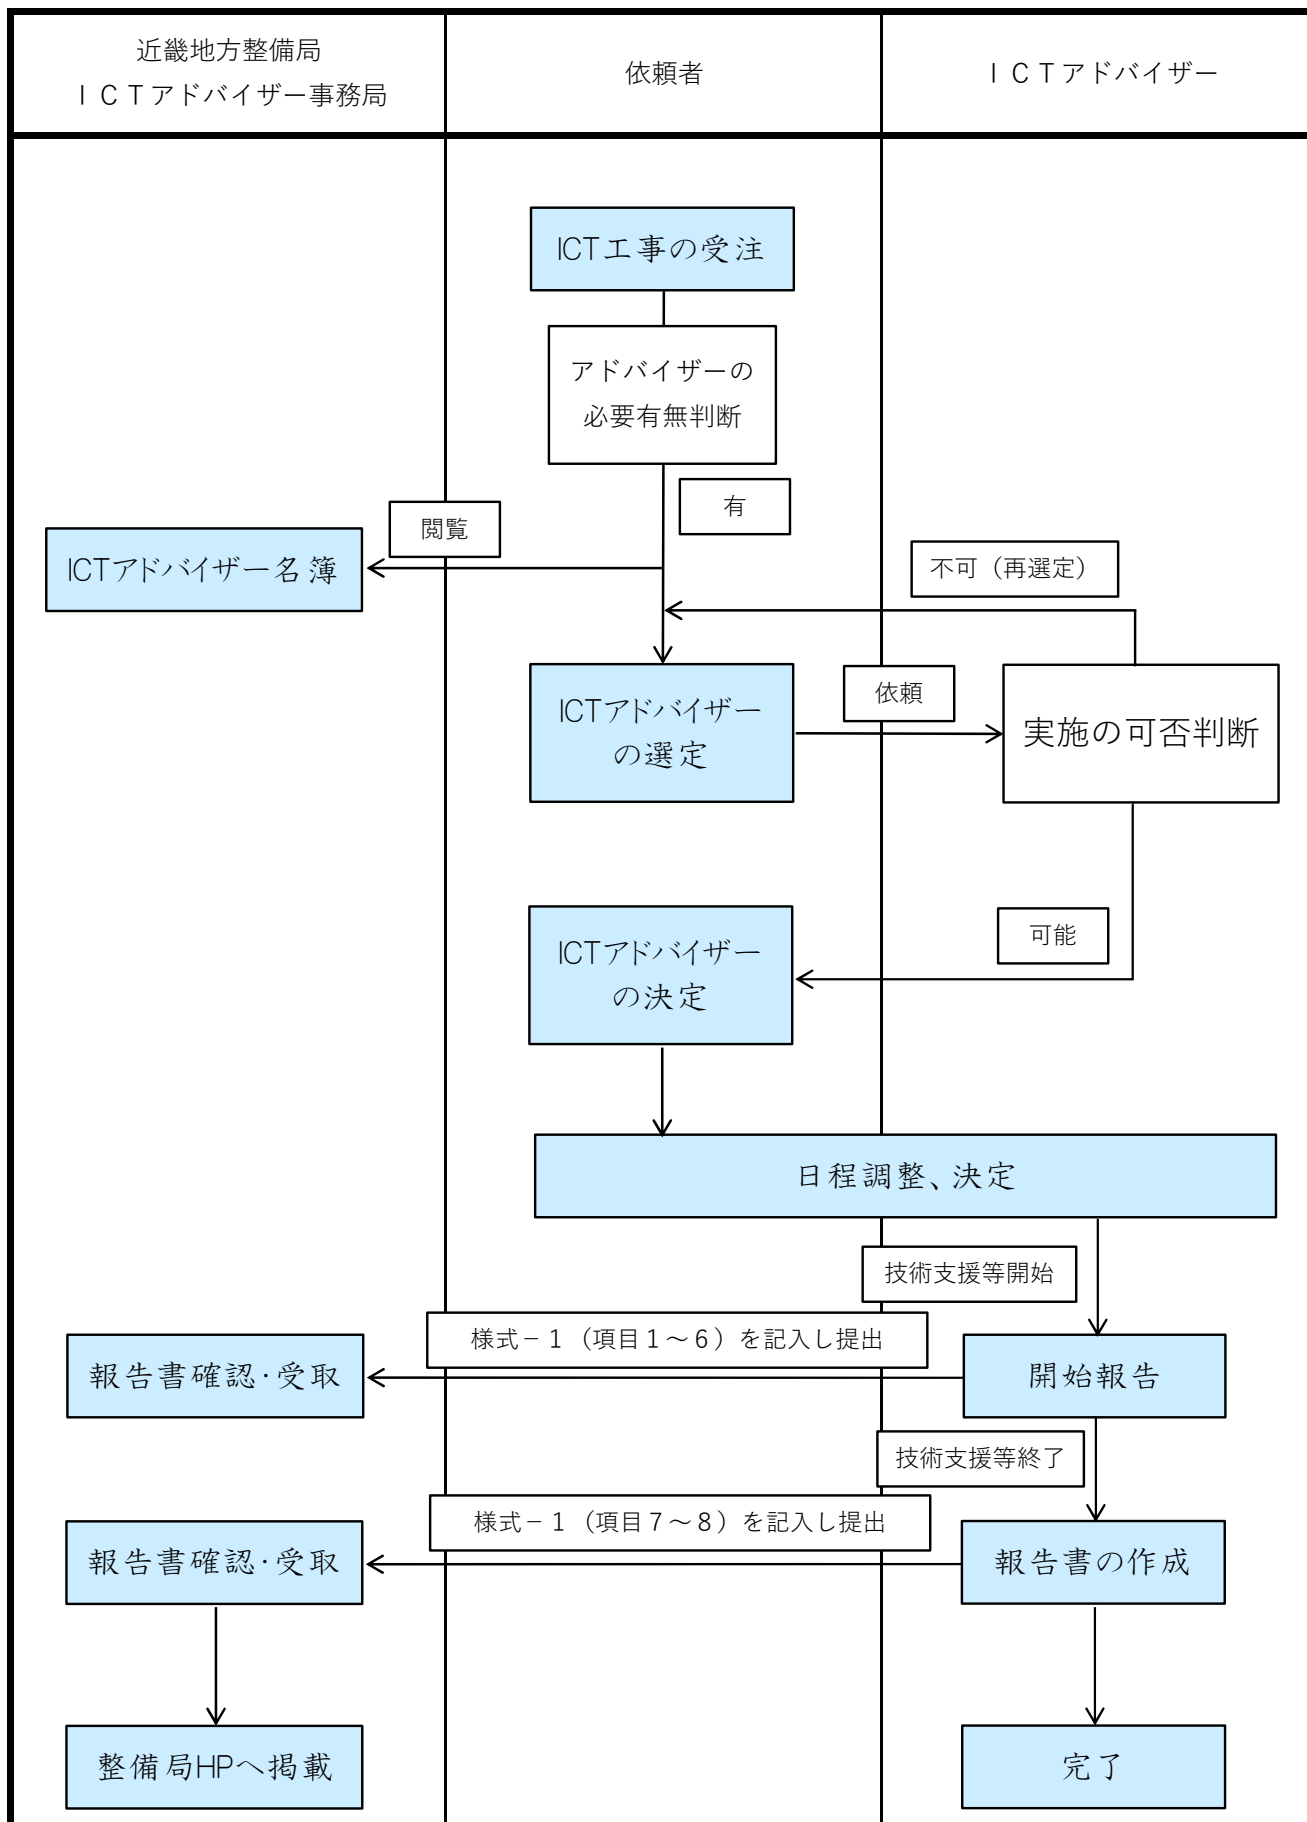 近畿地方整備局
ＩＣＴアドバイザー事務局
依頼者
ＩＣＴアドバイザー
ICT工事の受注
アドバイザーの
必要有無判断
有
閲覧
ICTアドバイザー名簿
不可（再選定）
ICTアドバイザー
の選定
依頼
実施の可否判断
ICTアドバイザー
の決定
可能
日程調整、決定
技術支援等開始
様式－１（項目１～６）を記入し提出
報告書確認・受取
開始報告
技術支援等終了
様式－１（項目７～８）を記入し提出
報告書確認・受取
報告書の作成
整備局HPへ掲載
完了